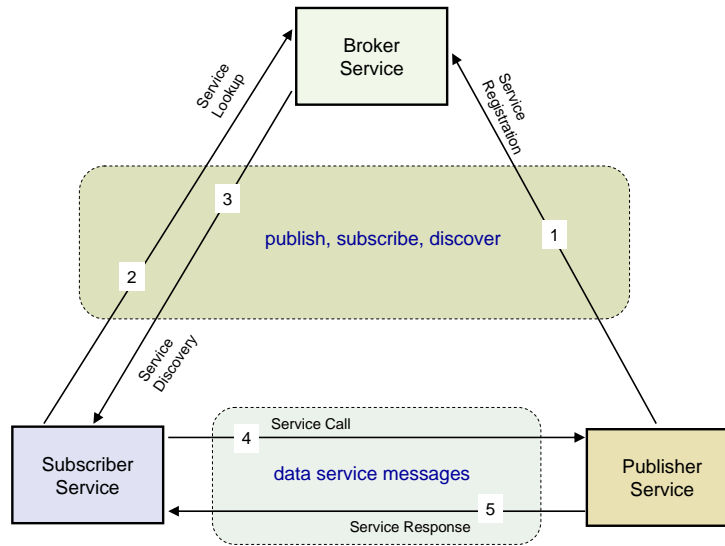 Broker
Service
Service
Lookup
Service
Registration
3
publish, subscribe, discover
1
2
Service
Discovery
Service Call
4
Subscriber
Service
data service messages
Publisher
Service
5
Service Response